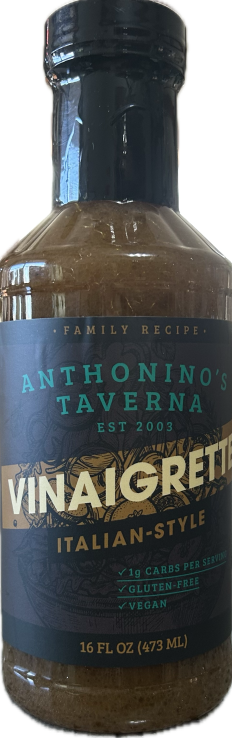 • FAMILY RECIPE •
ANTHONINO'S
TAVERNA
EST 2003
VINAIGRETTE
ITALIAN-STYLE
✓1g CARBS PER SERVING
✓GLUTEN-FREE
✓VEGAN
16 FL OZ (473 ML)